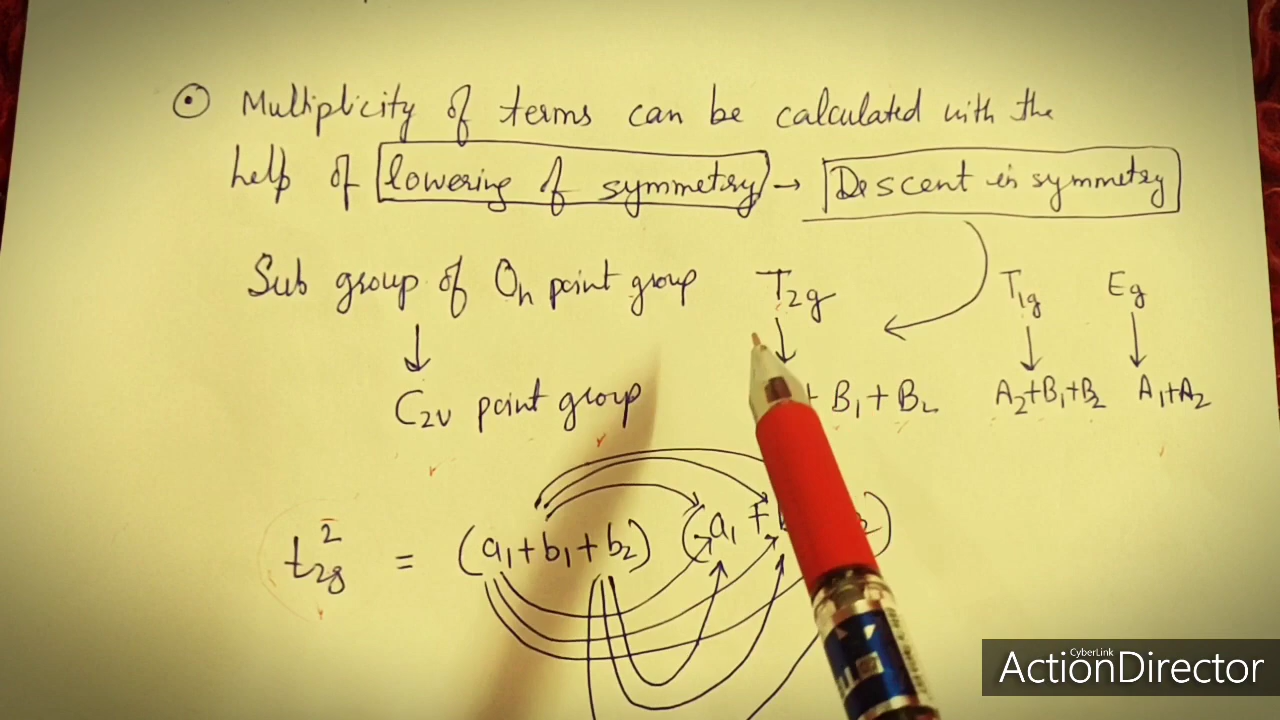 ⊙ Multiplicity of terms can be calculated with the
help of lowering of symmetry → Descent in symmetry
Sub group of Oh point group T2g T1g Eg
↓ ↓ ↓ ↓
C2v point group + B1 + B2 A2+B1+B2 A1+A2
t2g² = (a1+b1+b2) (a1 + 2)
CyberLink
ActionDirector